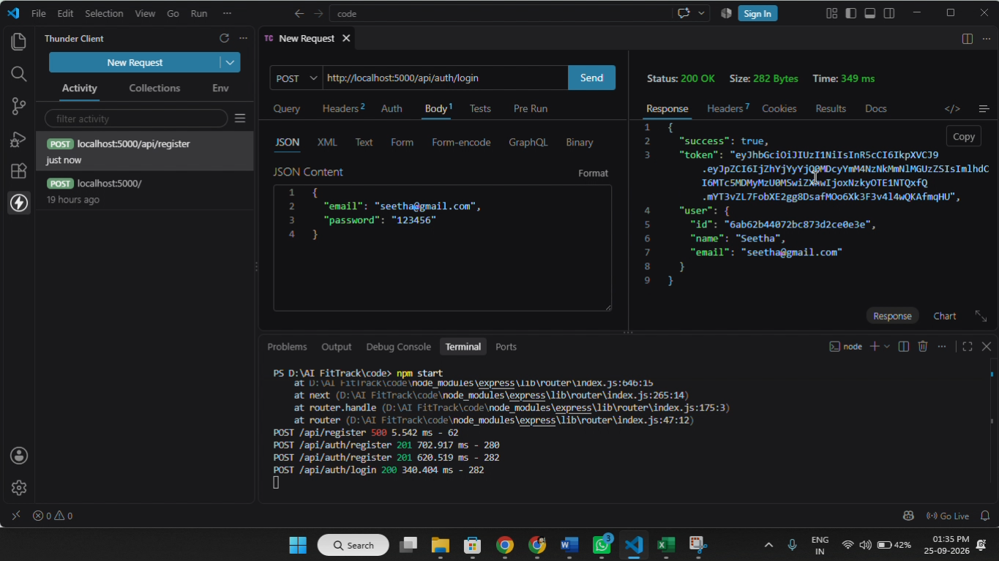 File Edit Selection View Go Run ··· code Sign In
Thunder Client
New Request
Activity Collections Env
filter activity
POST localhost:5000/api/register
just now
POST localhost:5000/
19 hours ago
TC New Request
POST http://localhost:5000/api/auth/login Send
Query Headers 2 Auth Body 1 Tests Pre Run
JSON XML Text Form Form-encode GraphQL Binary
JSON Content Format
1 {
2 "email": "seetha@gmail.com",
3 "password": "123456"
4 }
Status: 200 OK Size: 282 Bytes Time: 349 ms
Response Headers 7 Cookies Results Docs </>
Copy
1 {
2 "success": true,
3 "token": "eyJhbGciOiJIUzI1NiIsInR5cCI6IkpXVCJ9
4 "user": {
5 "id": "6ab62b44072bc873d2ce0e3e",
6 "name": "Seetha",
7 "email": "seetha@gmail.com"
8 }
9 }
Response Chart
Problems Output Debug Console Terminal Ports node
PS D:\AI FitTrack\code> npm start
at D:\AI FitTrack\code\node_modules\express\lib\router\index.js:646:15
at next (D:\AI FitTrack\code\node_modules\express\lib\router\index.js:265:14)
at router.handle (D:\AI FitTrack\code\node_modules\express\lib\router\index.js:175:3)
at router (D:\AI FitTrack\code\node_modules\express\lib\router\index.js:47:12)
POST /api/register 500 5.542 ms - 62
POST /api/auth/register 201 702.917 ms - 280
POST /api/auth/register 201 620.519 ms - 282
POST /api/auth/login 200 340.404 ms - 282
0 0 Go Live
Search 3 ENG IN 42% 01:35 PM 25-09-2026